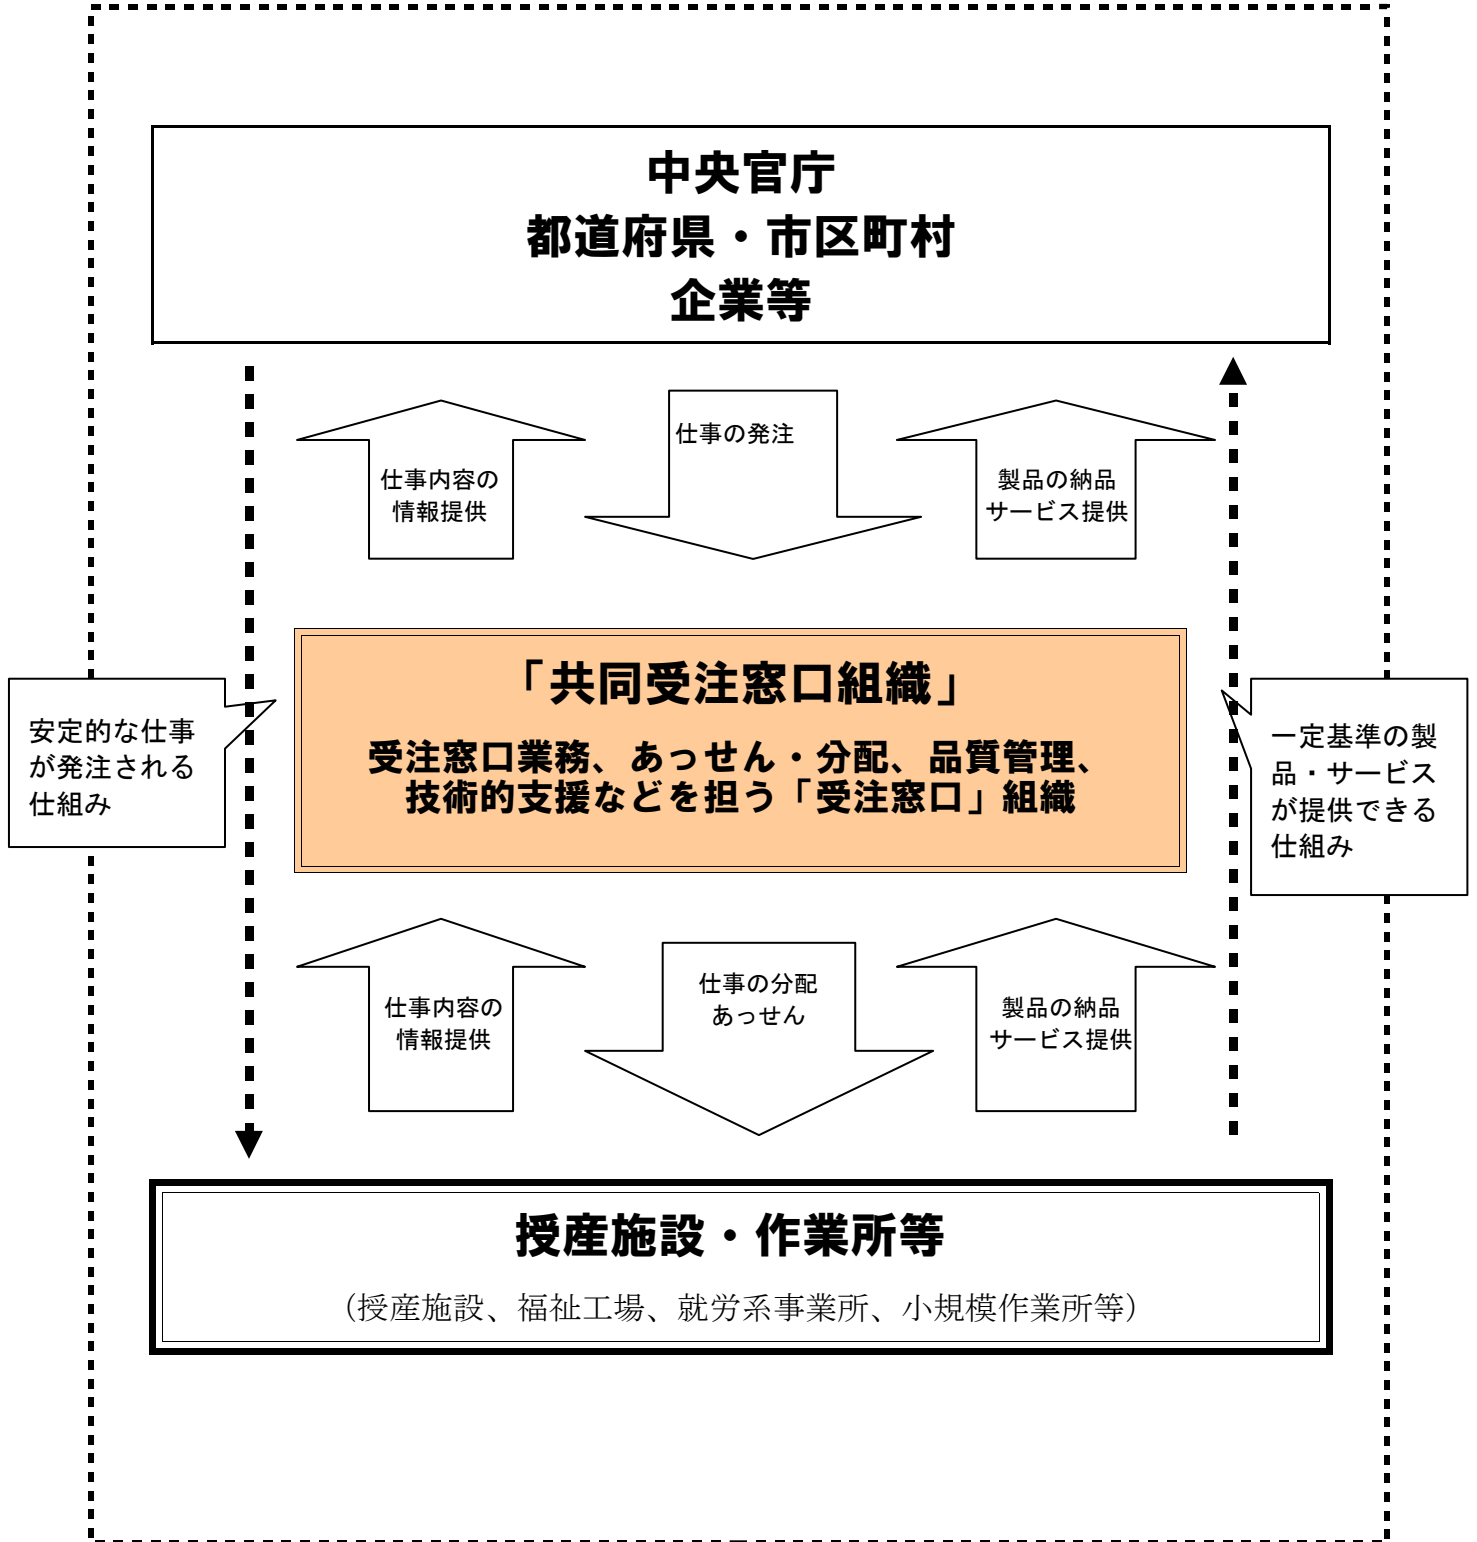 中央官庁
都道府県・市区町村
企業等
仕事内容の
情報提供
仕事の発注
製品の納品
サービス提供
「共同受注窓口組織」
受注窓口業務、あっせん・分配、品質管理、
技術的支援などを担う「受注窓口」組織
安定的な仕事
が発注される
仕組み
一定基準の製
品・サービス
が提供できる
仕組み
仕事内容の
情報提供
仕事の分配
あっせん
製品の納品
サービス提供
授産施設・作業所等
（授産施設、福祉工場、就労系事業所、小規模作業所等）